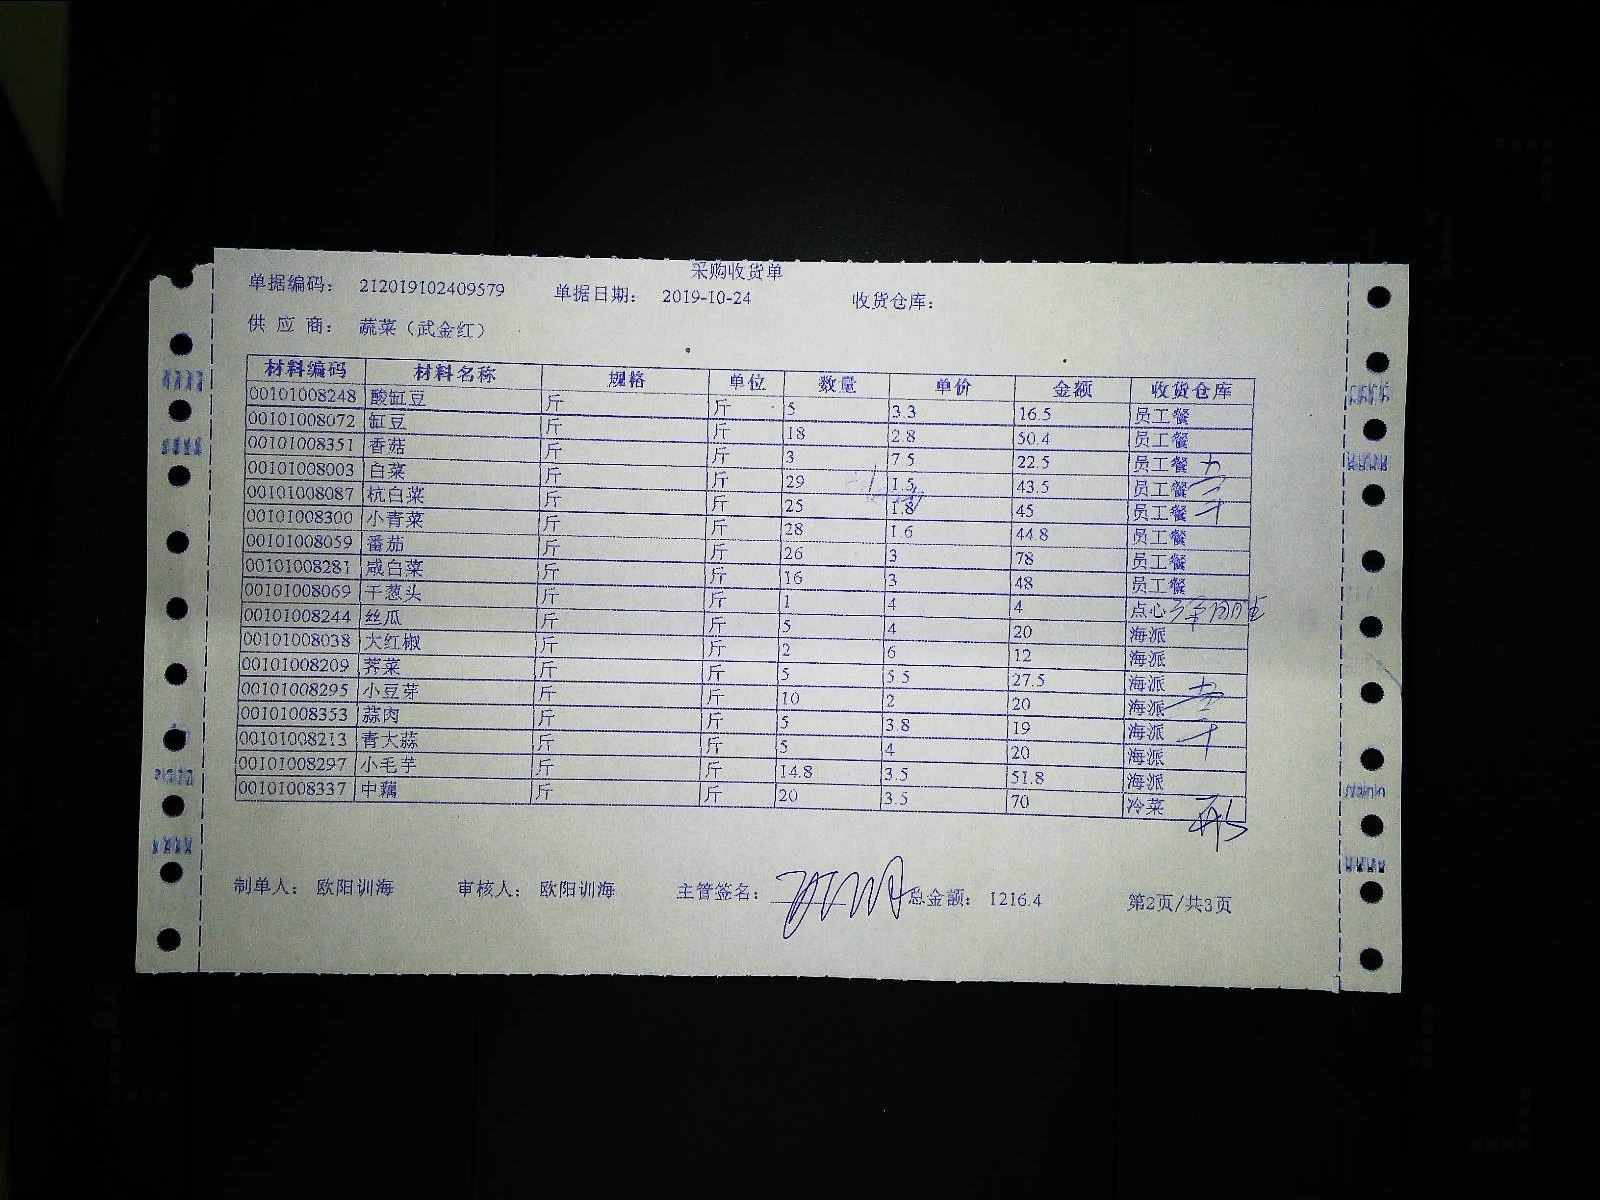 采购收货单
单据编码： 212019102409579 单据日期： 2019-10-24 收货仓库：
供 应 商： 蔬菜（武金红）
材料编码 材料名称 规格 单位 数量 单价 金额 收货仓库
00101008248 酸缸豆 斤 斤 5 3.3 16.5 员工餐
00101008072 缸豆 斤 斤 18 2.8 50.4 员工餐
00101008351 香菇 斤 斤 3 7.5 22.5 员工餐
00101008003 白菜 斤 斤 29 1.5 43.5 员工餐
00101008087 杭白菜 斤 斤 25 1.8 45 员工餐
00101008300 小青菜 斤 斤 28 1.6 44.8 员工餐
00101008059 番茄 斤 斤 26 3 78 员工餐
00101008281 咸白菜 斤 斤 16 3 48 员工餐
00101008069 干葱头 斤 斤 1 4 4 点心
00101008244 丝瓜 斤 斤 5 4 20 海派
00101008038 大红椒 斤 斤 2 6 12 海派
00101008209 荠菜 斤 斤 5 5.5 27.5 海派
00101008295 小豆芽 斤 斤 10 2 20 海派
00101008353 蒜肉 斤 斤 5 3.8 19 海派
00101008213 青大蒜 斤 斤 5 4 20 海派
00101008297 小毛芋 斤 斤 14.8 3.5 51.8 海派
00101008337 中藕 斤 斤 20 3.5 70 冷菜
制单人： 欧阳训海 审核人： 欧阳训海 主管签名： 总金额： 1216.4 第2页/共3页